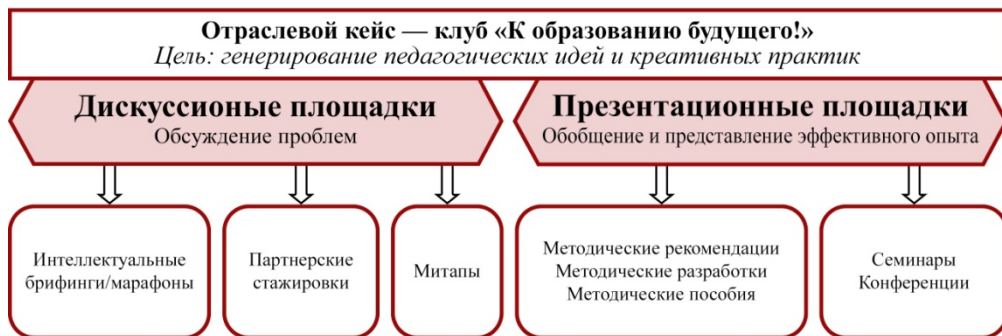 Отраслевой кейс — клуб «К образованию будущего!»
Цель: генерирование педагогических идей и креативных практик
Дискуссионые площадки
Обсуждение проблем
Презентационные площадки
Обобщение и представление эффективного опыта
Интеллектуальные
брифинги/марафоны
Партнерские
стажировки
Митапы
Методические рекомендации
Методические разработки
Методические пособия
Семинары
Конференции